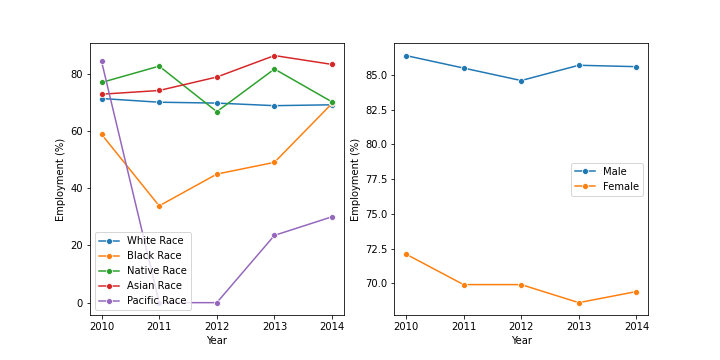 Employment (%)
80
60
40
20
0
White Race
Black Race
Native Race
Asian Race
Pacific Race
2010 2011 2012 2013 2014
Year
Employment (%)
85.0
82.5
80.0
77.5
75.0
72.5
70.0
Male
Female
2010 2011 2012 2013 2014
Year